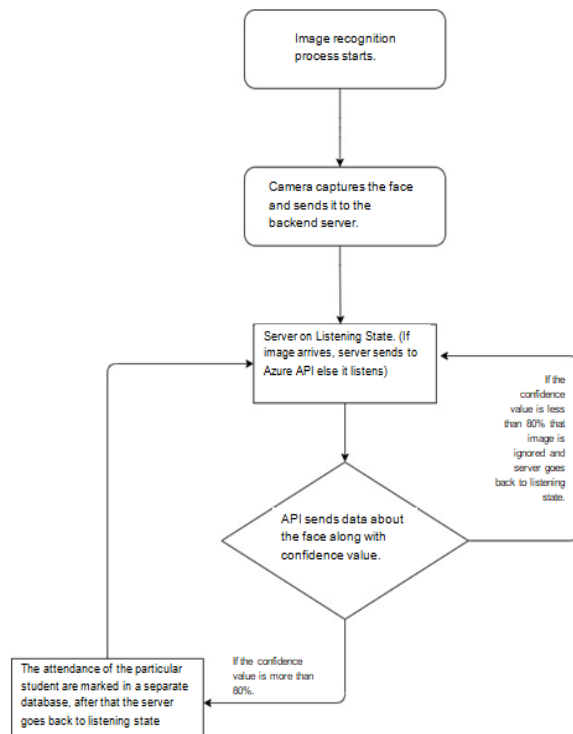 Image recognition
process starts.
Camera captures the face
and sends it to the
backend server.
Server on Listening State. (If
image arrives, server sends to
Azure API else it listens)
If the
confidence
value is less
than 80% that
image is
ignored and
server goes
back to listening
state.
API sends data about
the face along with
confidence value.
If the confidence
value is more than
80%.
The attendance of the particular
student are marked in a separate
database, after that the server
goes back to listening state